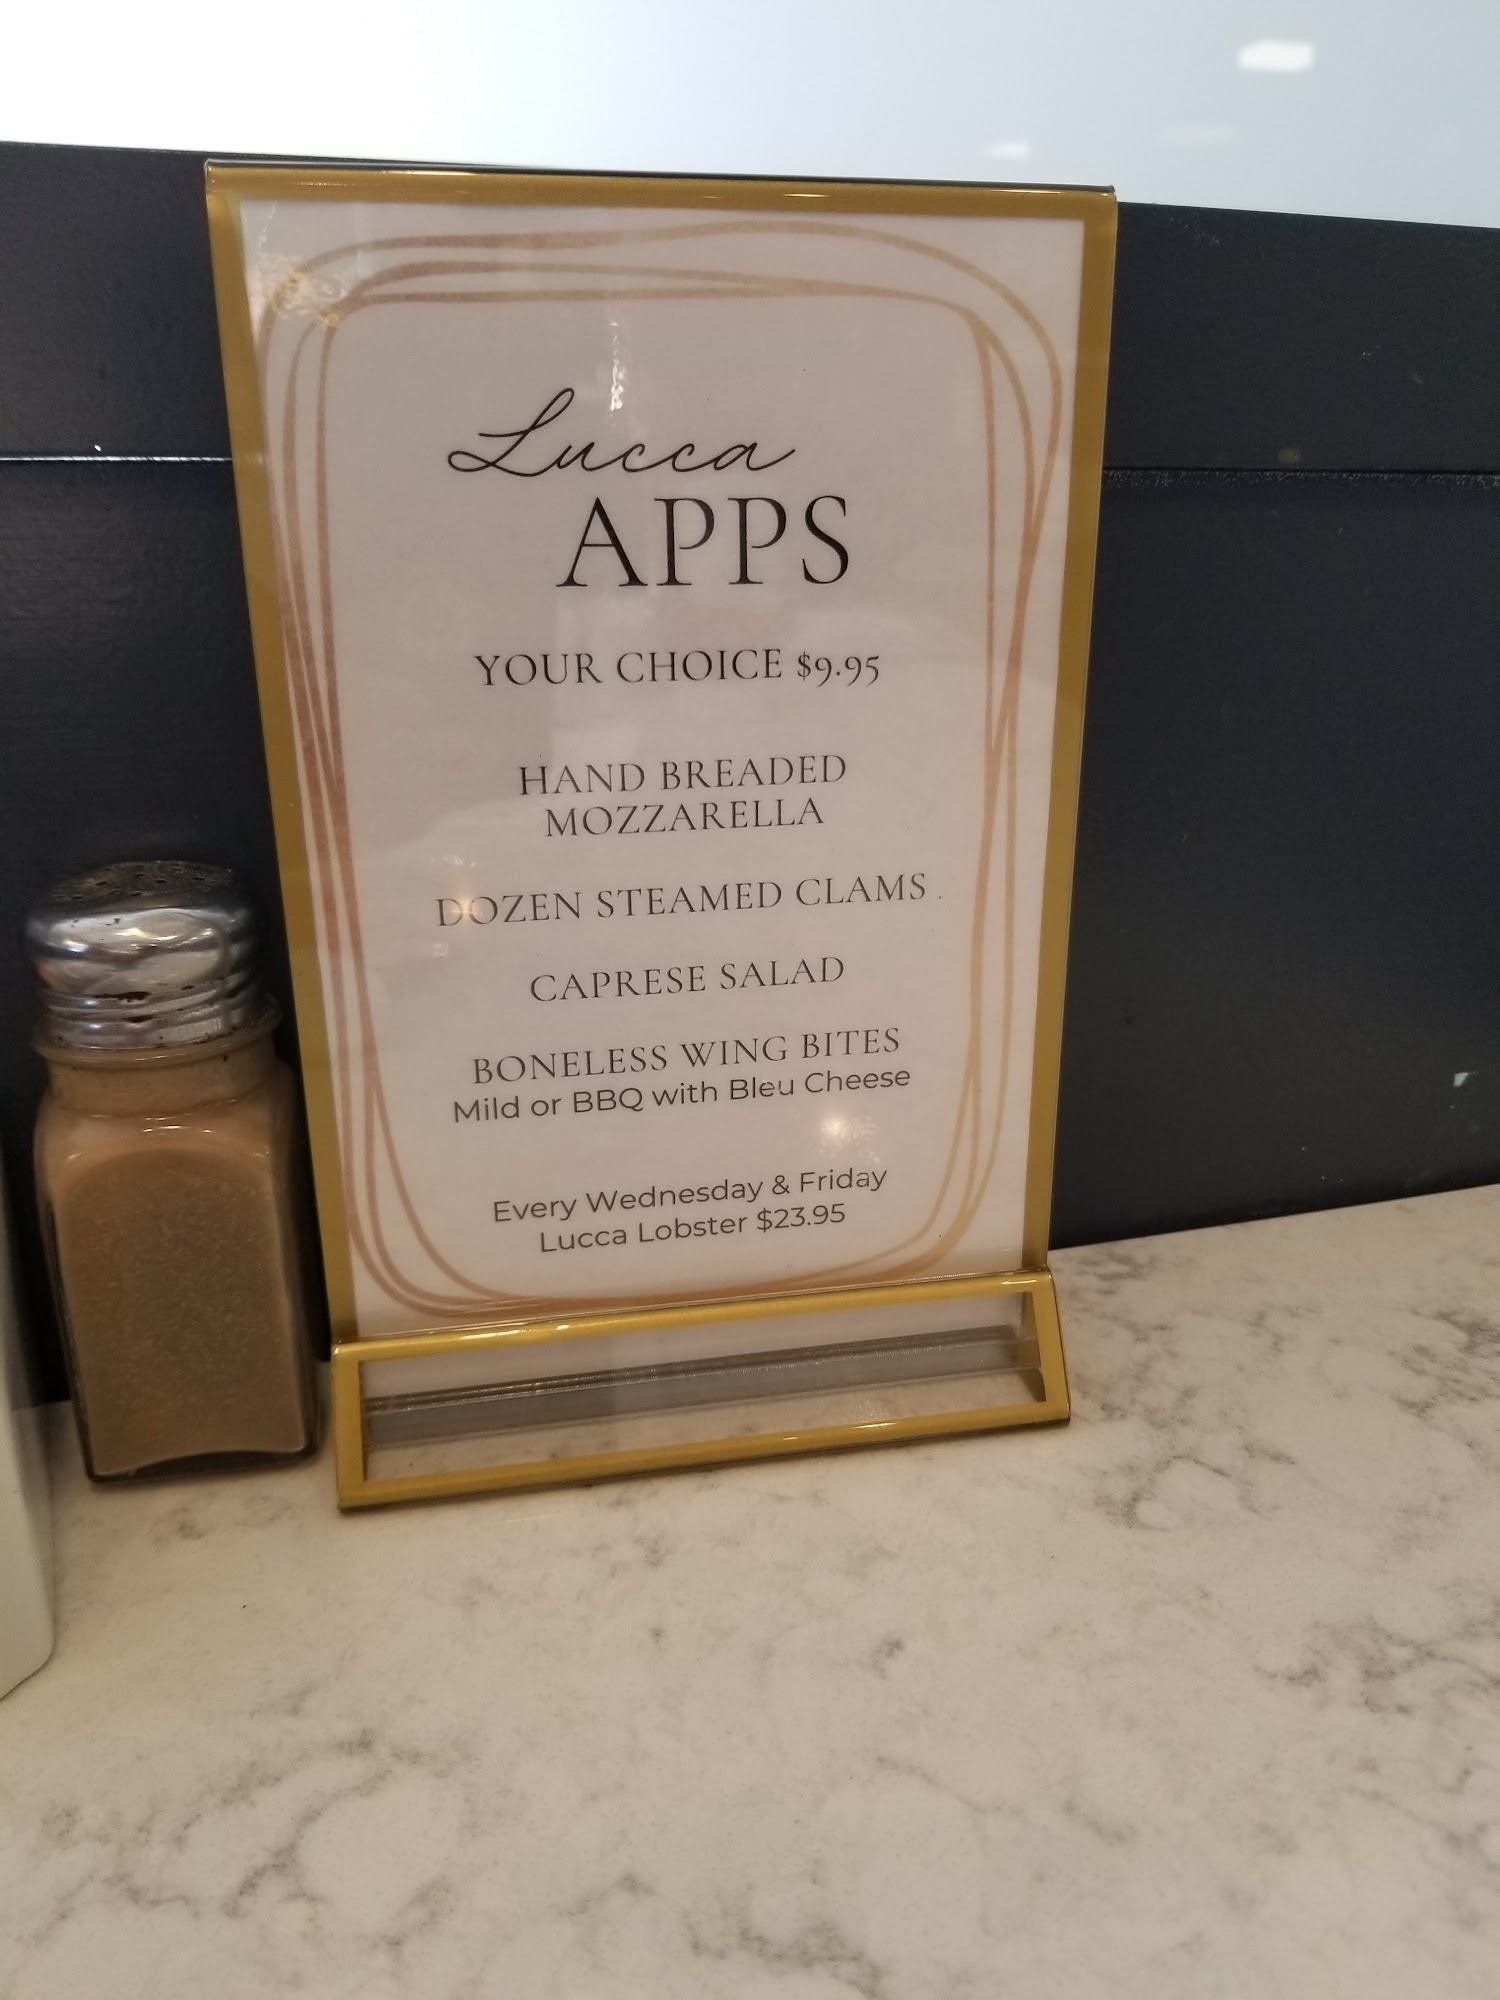 Lucca
APPS
YOUR CHOICE $9.95
HAND BREADED
MOZZARELLA
DOZEN STEAMED CLAMS
CAPRESE SALAD
BONELESS WING BITES
Mild or BBQ with Bleu Cheese
Every Wednesday & Friday
Lucca Lobster $23.95